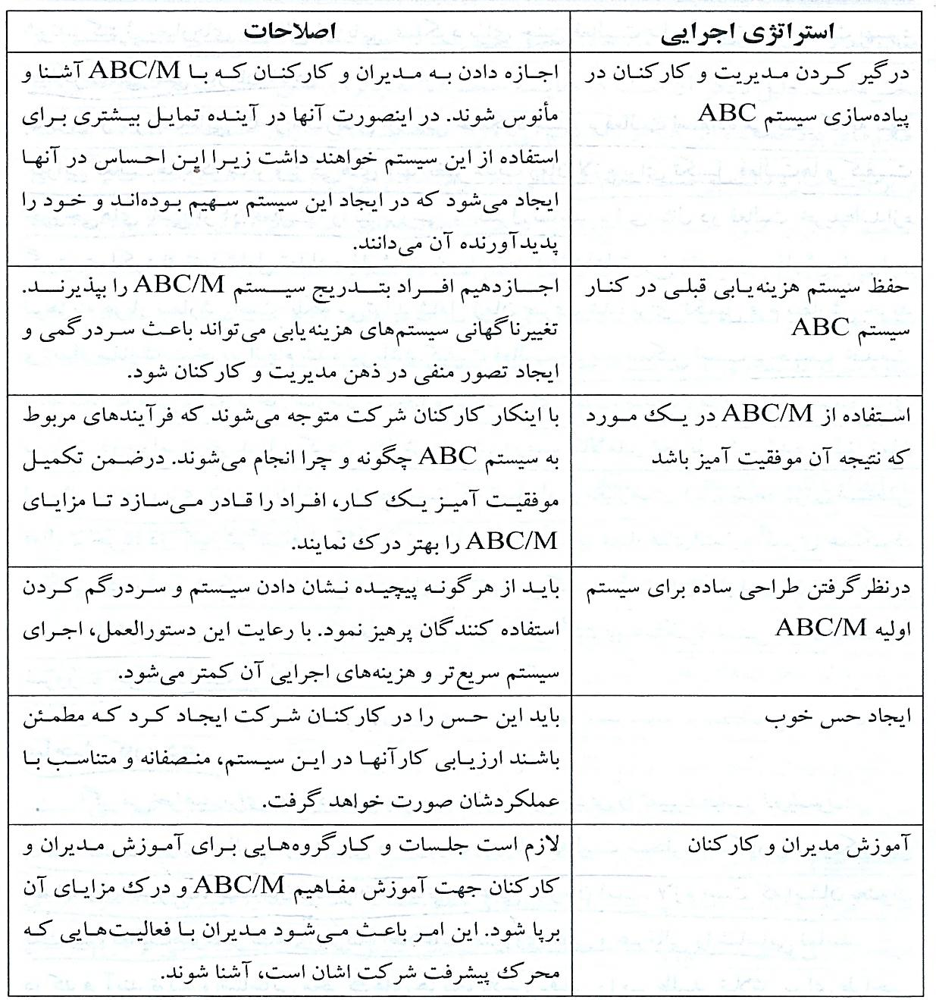 استراتژی اجرایی
اصلاحات
درگیر کردن مدیریت و کارکنان در
پیاده‌سازی سیستم ABC
اجازه دادن به مدیران و کارکنان که با ABC/M آشنا و
مأنوس شوند. در اینصورت آنها در آینده تمایل بیشتری برای
استفاده از این سیستم خواهند داشت زیرا این احساس در آنها
ایجاد می‌شود که در ایجاد این سیستم سهیم بوده‌اند و خود را
پدیدآورنده آن می‌دانند.
حفظ سیستم هزینه‌یابی قبلی در کنار
سیستم ABC
اجازدهیم افراد بتدریج سیستم ABC/M را بپذیرند.
تغییرناگهانی سیستم‌های هزینه‌یابی می‌تواند باعث سردرگمی و
ایجاد تصور منفی در ذهن مدیریت و کارکنان شود.
استفاده از ABC/M در یک مورد
که نتیجه آن موفقیت آمیز باشد
با اینکار کارکنان شرکت متوجه می‌شوند که فرآیندهای مربوط
به سیستم ABC چگونه و چرا انجام می‌شوند. درضمن تکمیل
موفقیت آمیز یک کار، افراد را قادر می‌سازد تا مزایای
ABC/M را بهتر درک نمایند.
درنظرگرفتن طراحی ساده برای سیستم
اولیه ABC/M
باید از هرگونه پیچیده نشان دادن سیستم و سردرگم کردن
استفاده کنندگان پرهیز نمود. با رعایت این دستورالعمل، اجرای
سیستم سریع‌تر و هزینه‌های اجرایی آن کمتر می‌شود.
ایجاد حس خوب
باید این حس را در کارکنان شرکت ایجاد کرد که مطمئن
باشند ارزیابی کارآنها در این سیستم، منصفانه و متناسب با
عملکردشان صورت خواهد گرفت.
آموزش مدیران و کارکنان
لازم است جلسات و کارگروه‌هایی برای آموزش مدیران و
کارکنان جهت آموزش مفاهیم ABC/M و درک مزایای آن
برپا شود. این امر باعث می‌شود مدیران با فعالیت‌هایی که
محرک پیشرفت شرکت اشان است، آشنا شوند.